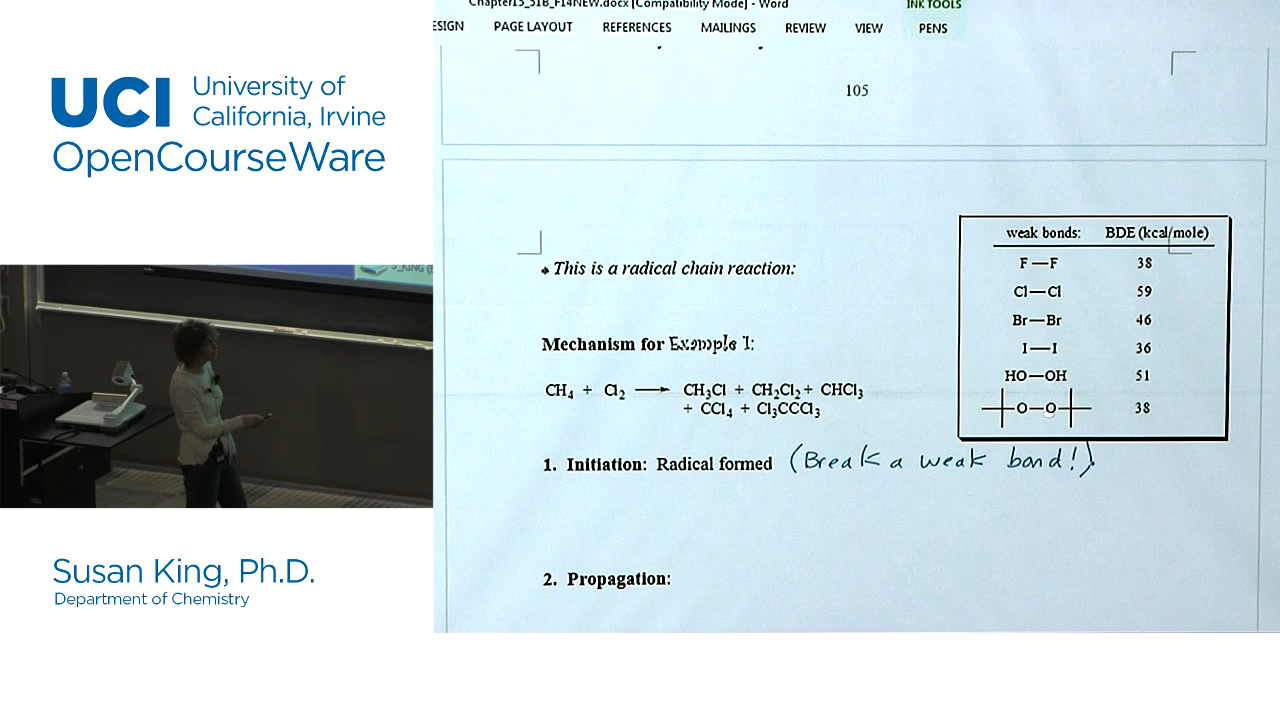 Chapter15_51B_F14NEW.docx [Compatibility Mode] - Word
INK TOOLS
ESIGN PAGE LAYOUT REFERENCES MAILINGS REVIEW VIEW PENS
UCI University of
California, Irvine
OpenCourseWare
105
weak bonds: BDE (kcal/mole)
F—F 38
Cl—Cl 59
Br—Br 46
I—I 36
HO—OH 51
O—O 38
This is a radical chain reaction:
Mechanism for Example 1:
CH₄ + Cl₂ ⟶ CH₃Cl + CH₂Cl₂ + CHCl₃
+ CCl₄ + Cl₃CCCl₃
1. Initiation: Radical formed (Break a weak bond!)
2. Propagation:
Susan King, Ph.D.
Department of Chemistry